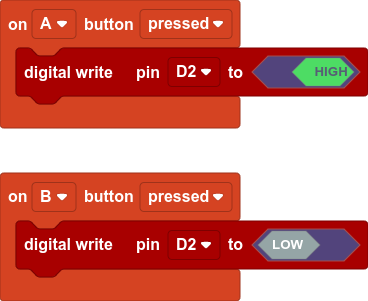 on A button pressed
digital write pin D2 to HIGH
on B button pressed
digital write pin D2 to LOW